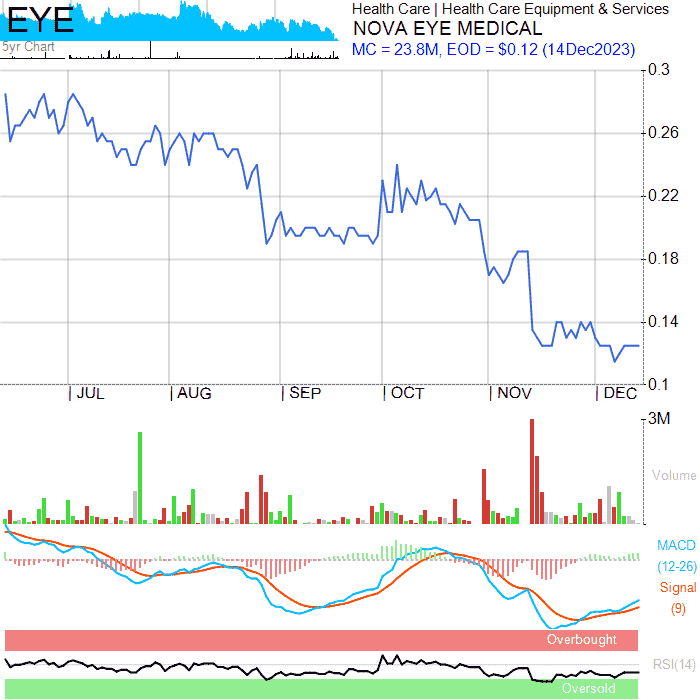 EYE
5yr Chart
Health Care | Health Care Equipment & Services
NOVA EYE MEDICAL
MC = 23.8M, EOD = $0.12 (14Dec2023)
0.3
0.26
0.22
0.18
0.14
0.1
| JUL | AUG | SEP | OCT | NOV | DEC
3M
Volume
MACD
(12-26)
Signal
(9)
Overbought
RSI(14)
Oversold